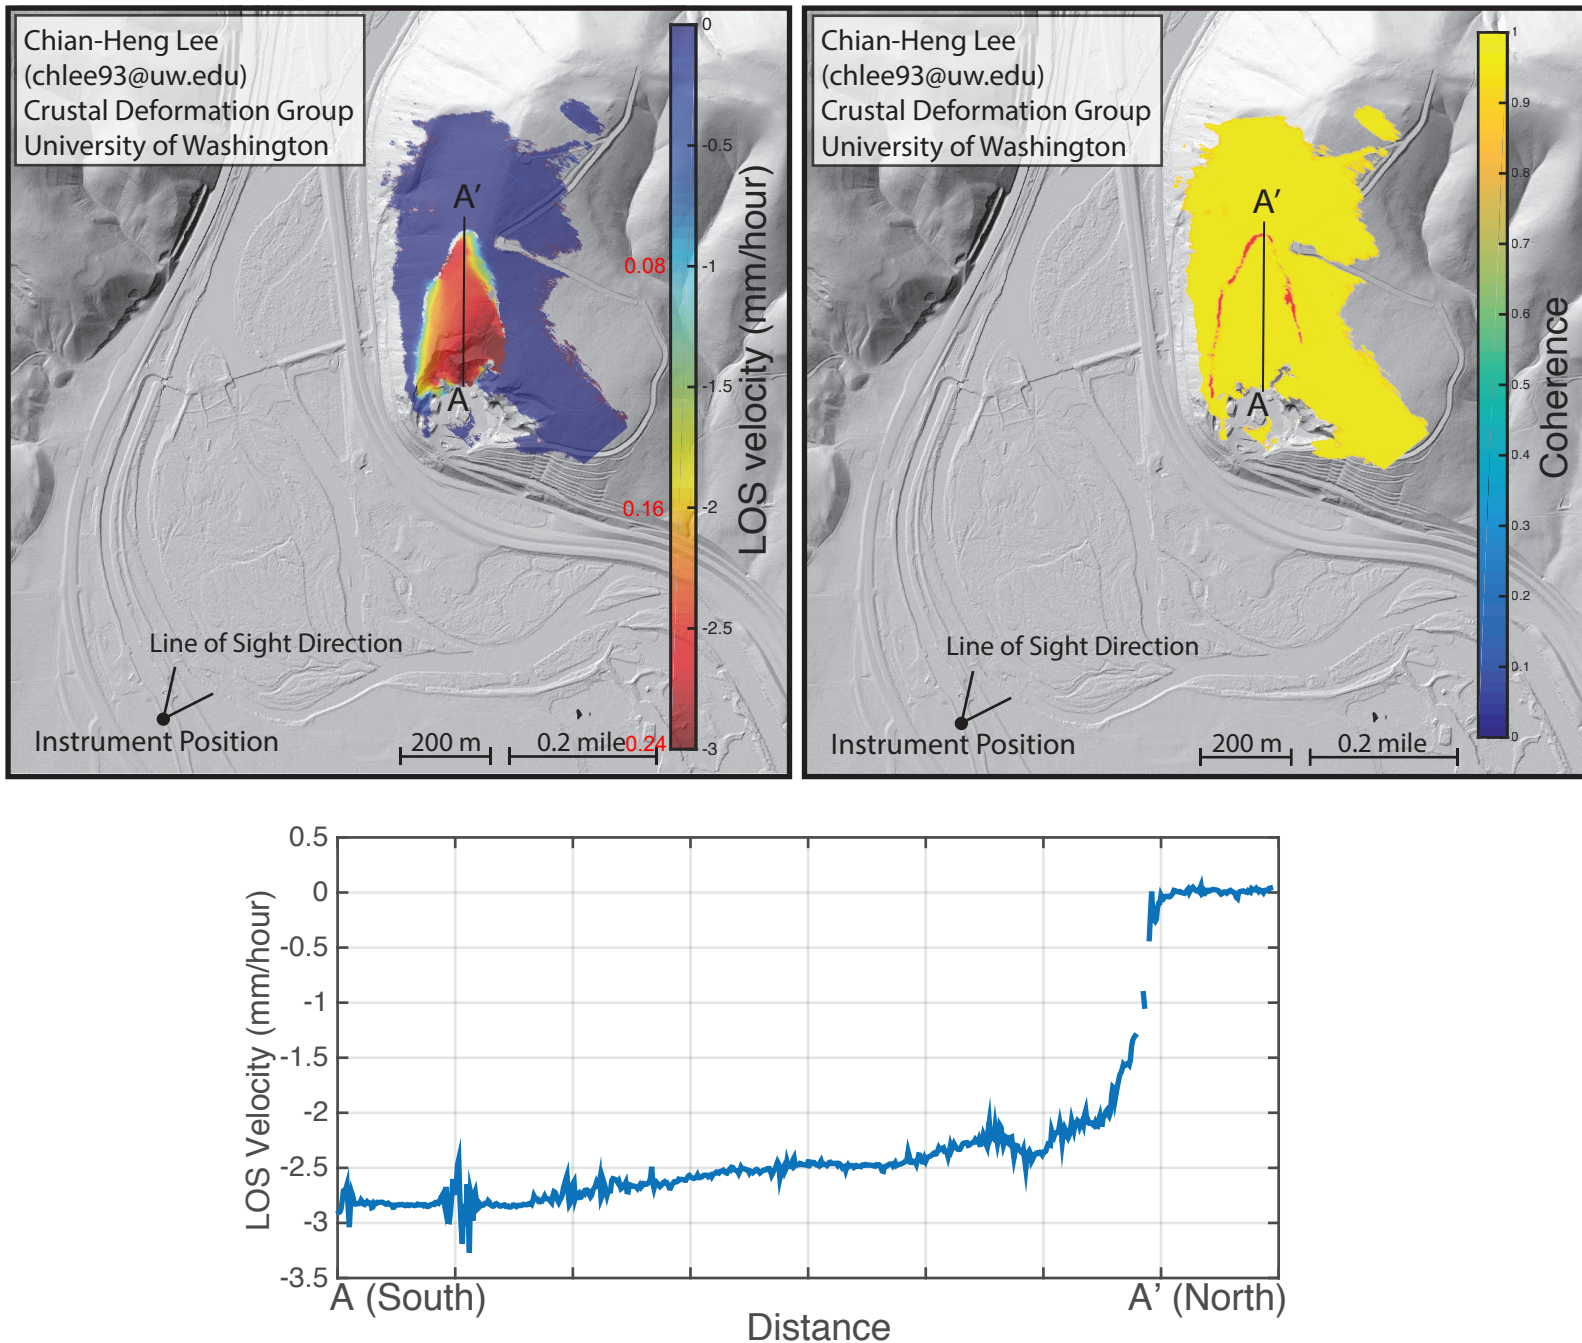 Chian-Heng Lee
(chlee93@uw.edu)
Crustal Deformation Group
University of Washington
A'
A
0
-0.5
-1
-1.5
-2
-2.5
-3
0.08
0.16
0.24
LOS velocity (mm/hour)
Line of Sight Direction
Instrument Position
200 m
0.2 mile
Chian-Heng Lee
(chlee93@uw.edu)
Crustal Deformation Group
University of Washington
A'
A
1
0.9
0.8
0.7
0.6
0.5
0.4
0.3
0.2
0.1
0
Coherence
Line of Sight Direction
Instrument Position
200 m
0.2 mile
0.5
0
-0.5
-1
-1.5
-2
-2.5
-3
-3.5
LOS Velocity (mm/hour)
A (South)
A' (North)
Distance